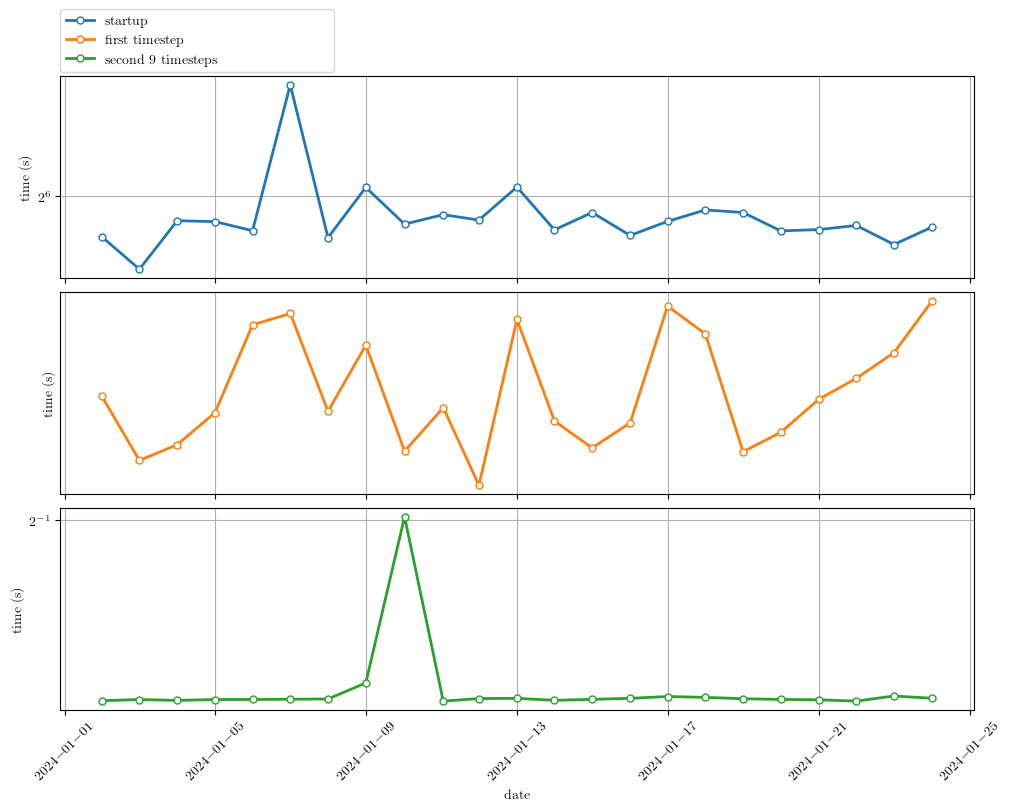 startup
first timestep
second 9 timesteps
time (s)
2⁶
time (s)
time (s)
2⁻¹
2024−01−01
2024−01−05
2024−01−09
2024−01−13
2024−01−17
2024−01−21
2024−01−25
date